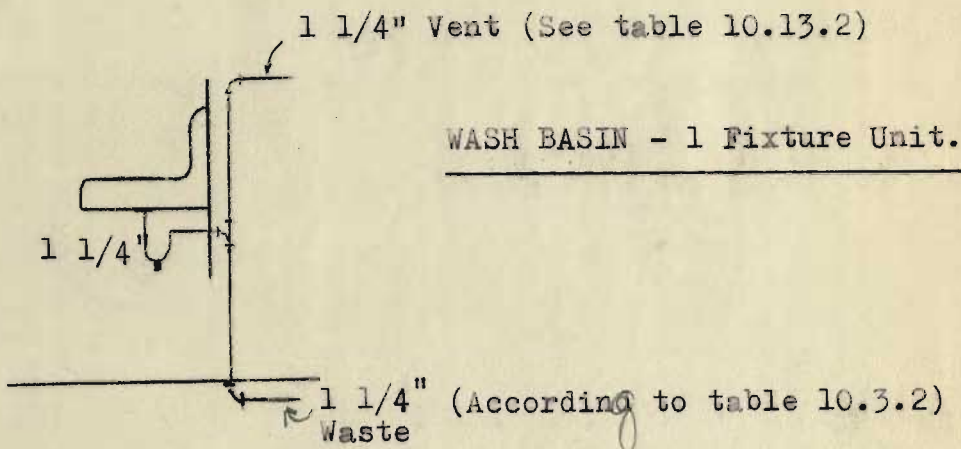 1 1/4" Vent (See table 10.13.2)
WASH BASIN - 1 Fixture Unit.
1 1/4"
1 1/4" (According to table 10.3.2)
Waste